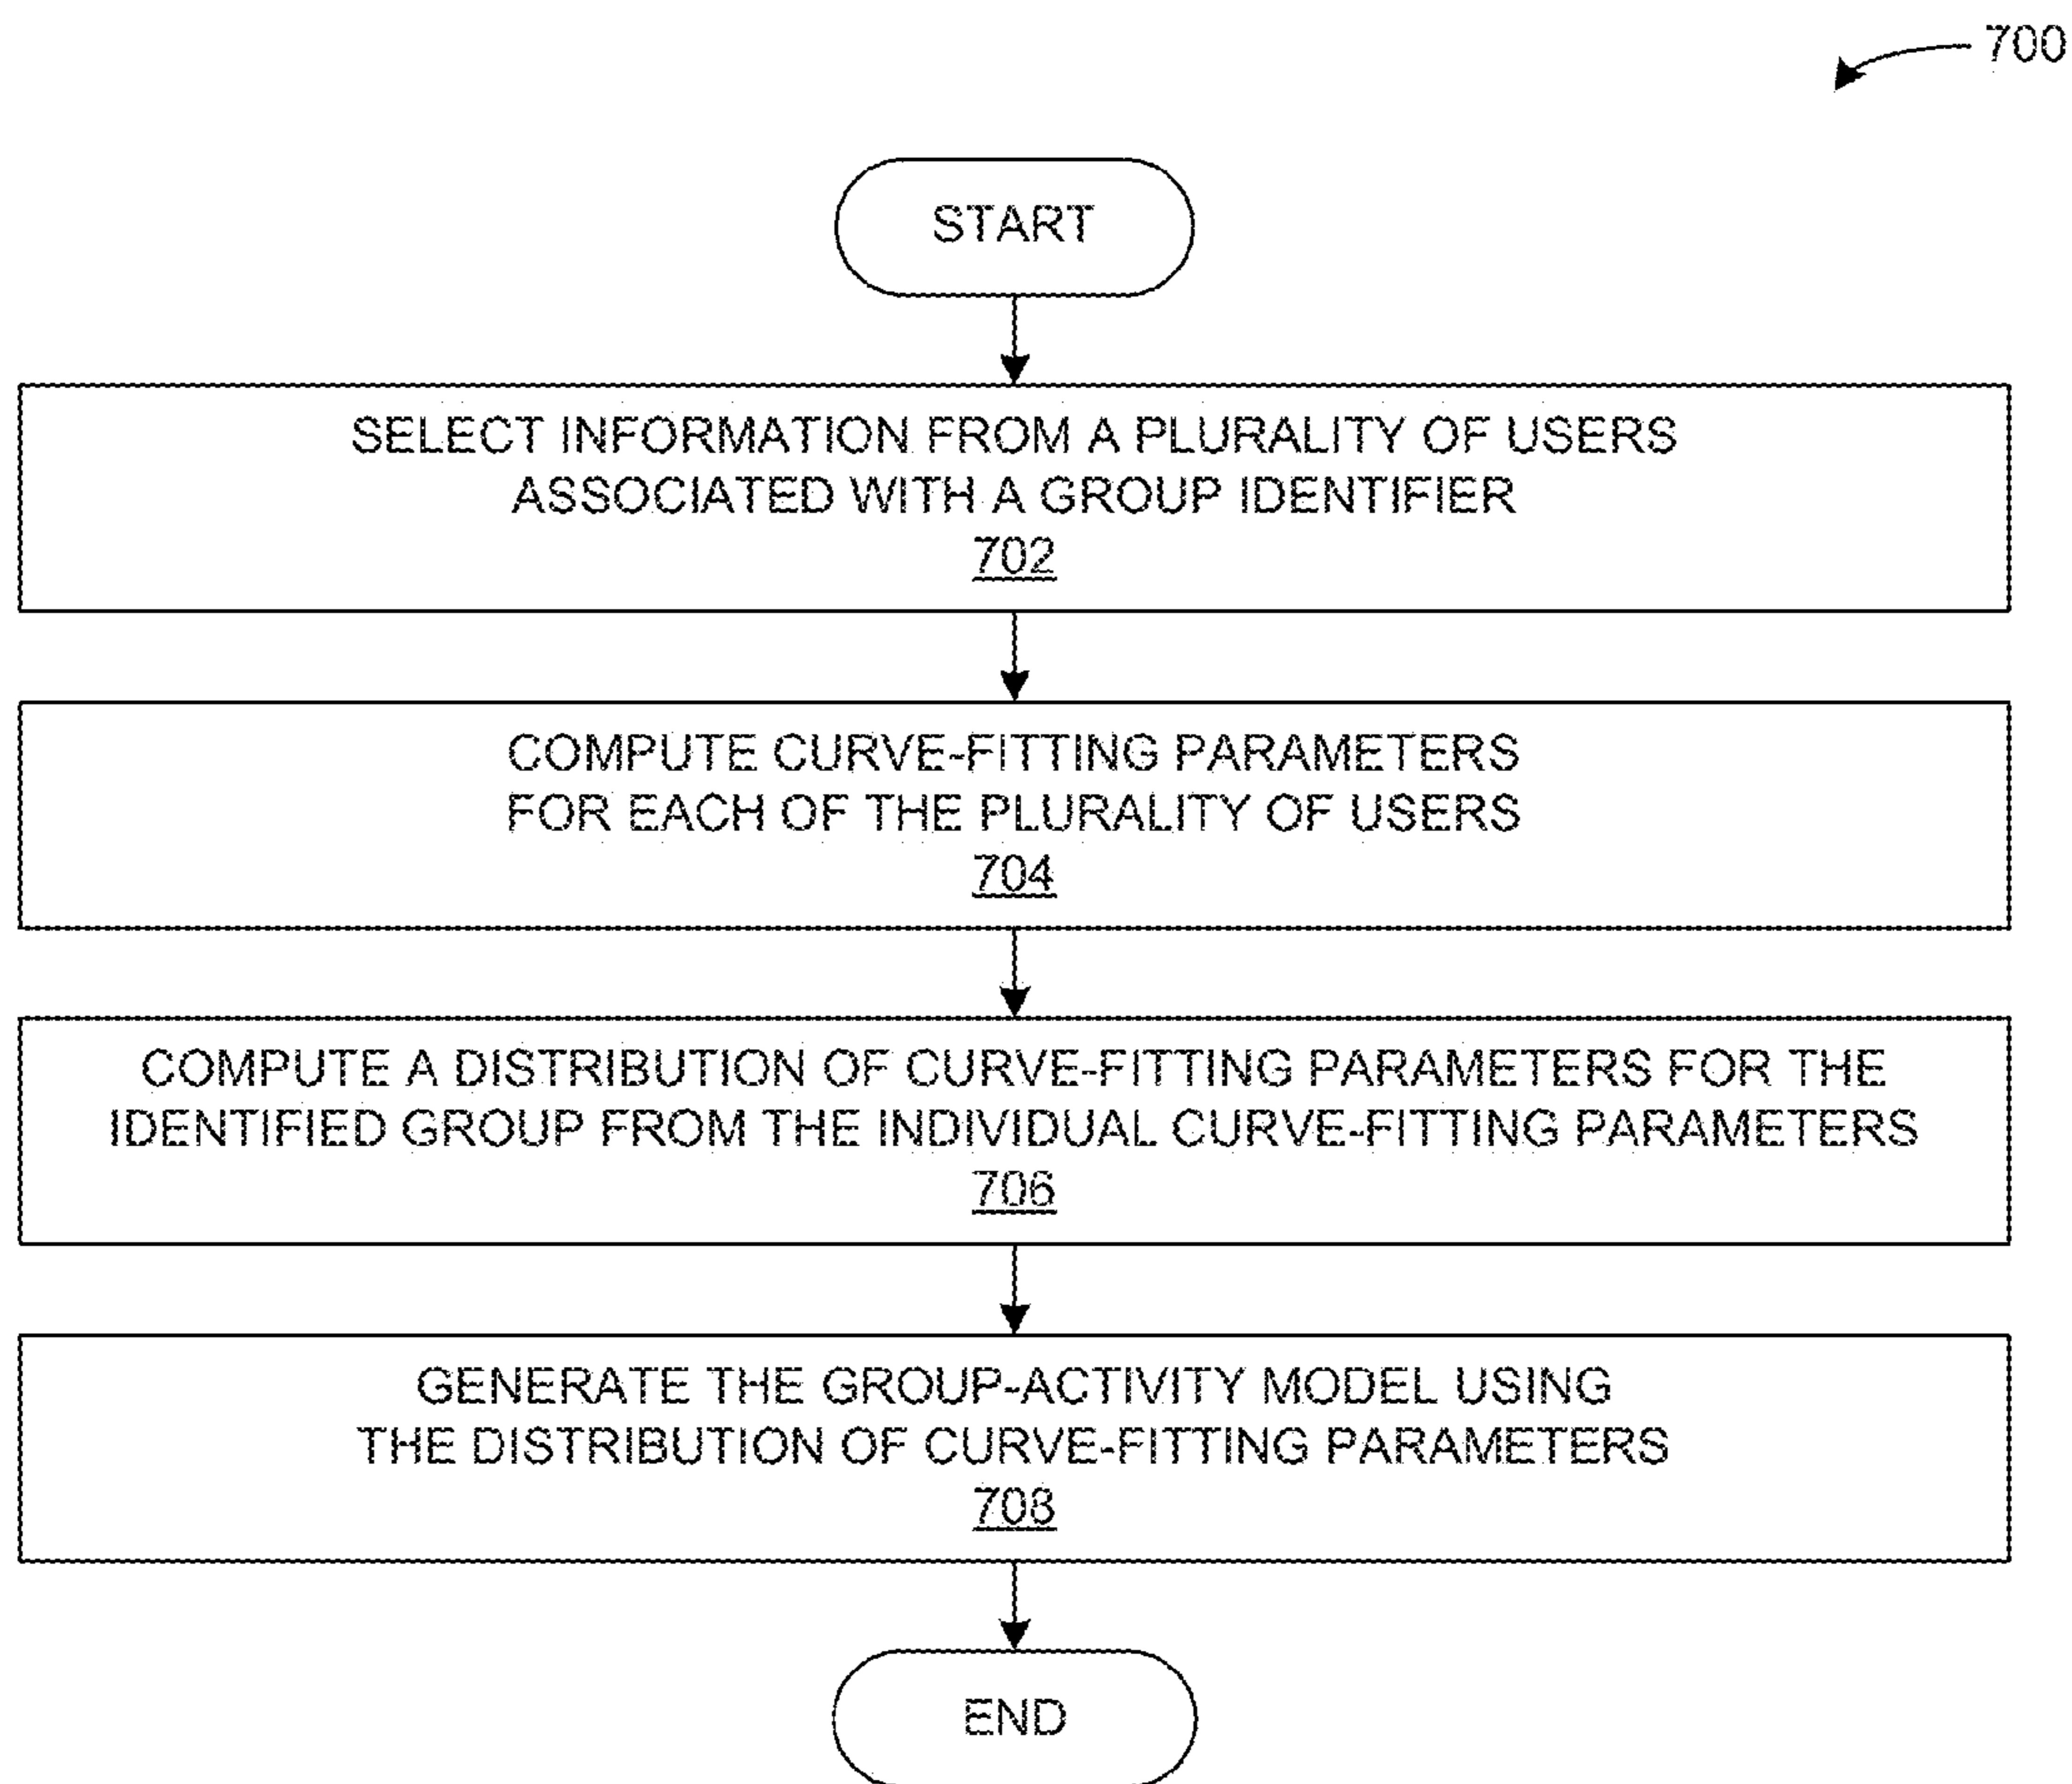 700
START
SELECT INFORMATION FROM A PLURALITY OF USERS
ASSOCIATED WITH A GROUP IDENTIFIER
702
COMPUTE CURVE-FITTING PARAMETERS
FOR EACH OF THE PLURALITY OF USERS
704
COMPUTE A DISTRIBUTION OF CURVE-FITTING PARAMETERS FOR THE
IDENTIFIED GROUP FROM THE INDIVIDUAL CURVE-FITTING PARAMETERS
706
GENERATE THE GROUP-ACTIVITY MODEL USING
THE DISTRIBUTION OF CURVE-FITTING PARAMETERS
708
END